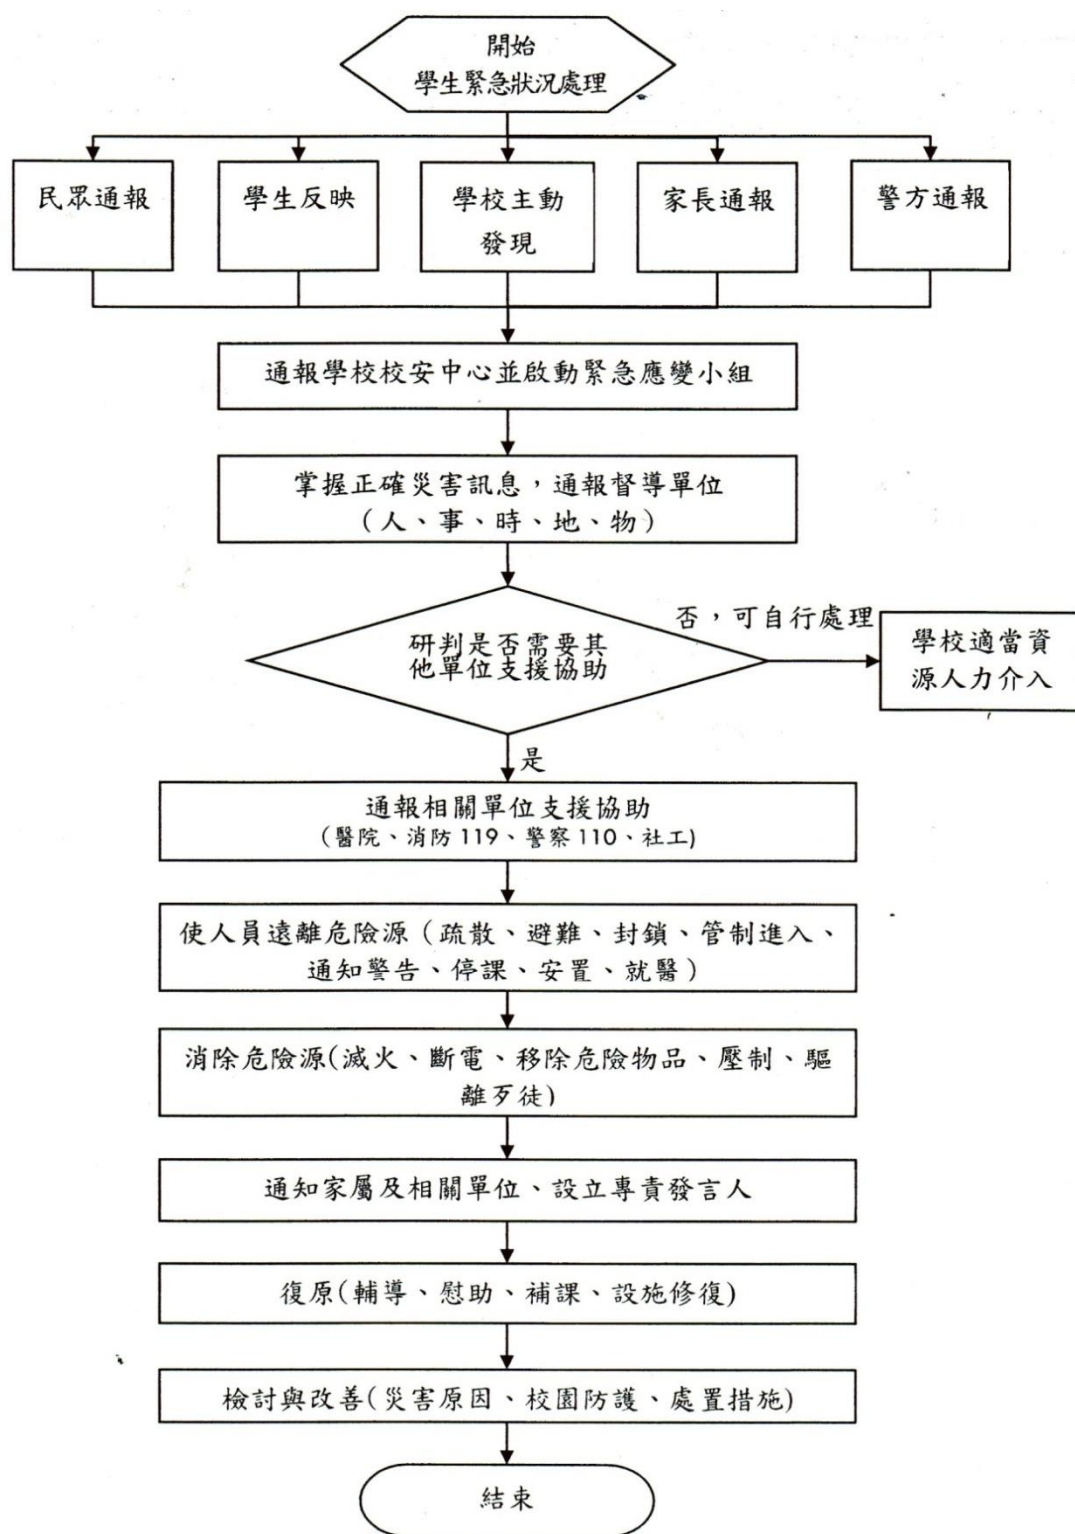 開始
學生緊急狀況處理
民眾通報
學生反映
學校主動
發現
家長通報
警方通報
通報學校校安中心並啟動緊急應變小組
掌握正確災害訊息，通報督導單位
（人、事、時、地、物）
研判是否需要其
他單位支援協助
否，可自行處理
學校適當資
源人力介入
是
通報相關單位支援協助
（醫院、消防 119、警察 110、社工)
使人員遠離危險源（疏散、避難、封鎖、管制進入、
通知警告、停課、安置、就醫）
消除危險源(滅火、斷電、移除危險物品、壓制、驅
離歹徒)
通知家屬及相關單位、設立專責發言人
復原(輔導、慰助、補課、設施修復)
檢討與改善(災害原因、校園防護、處置措施)
結束